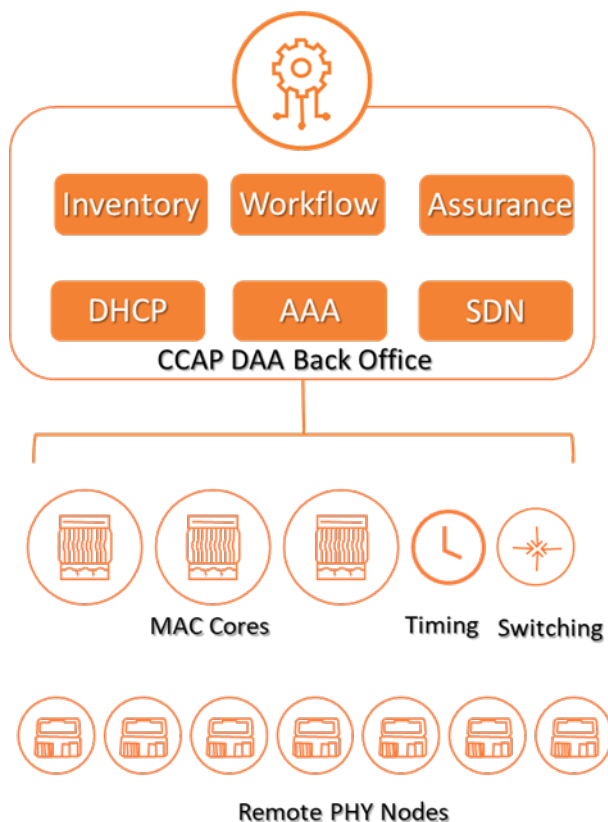 Inventory Workflow Assurance
DHCP AAA SDN
CCAP DAA Back Office
MAC Cores Timing Switching
Remote PHY Nodes